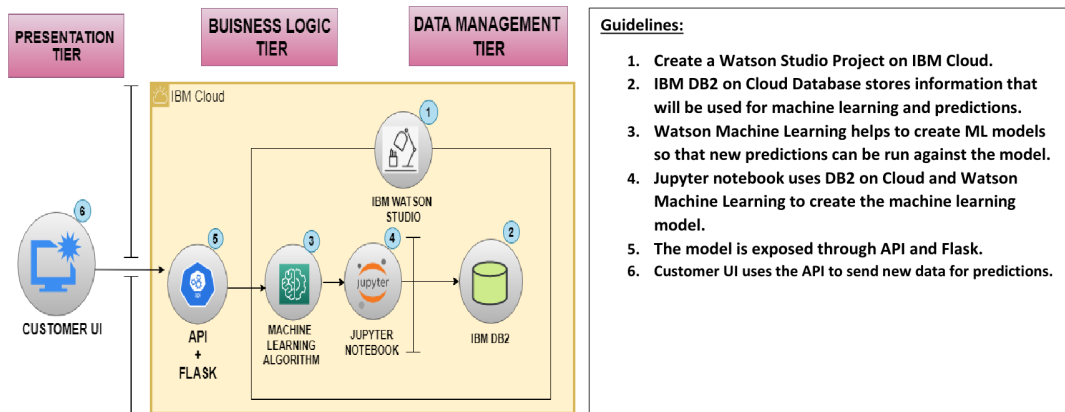 PRESENTATION
TIER
BUISNESS LOGIC
TIER
DATA MANAGEMENT
TIER
IBM Cloud
1
IBM WATSON
STUDIO
6
CUSTOMER UI
5
API
API
+
FLASK
3
MACHINE
LEARNING
ALGORITHM
4
jupyter
JUPYTER
NOTEBOOK
2
IBM DB2
Guidelines:
1. Create a Watson Studio Project on IBM Cloud.
2. IBM DB2 on Cloud Database stores information that
will be used for machine learning and predictions.
3. Watson Machine Learning helps to create ML models
so that new predictions can be run against the model.
4. Jupyter notebook uses DB2 on Cloud and Watson
Machine Learning to create the machine learning
model.
5. The model is exposed through API and Flask.
6. Customer UI uses the API to send new data for predictions.